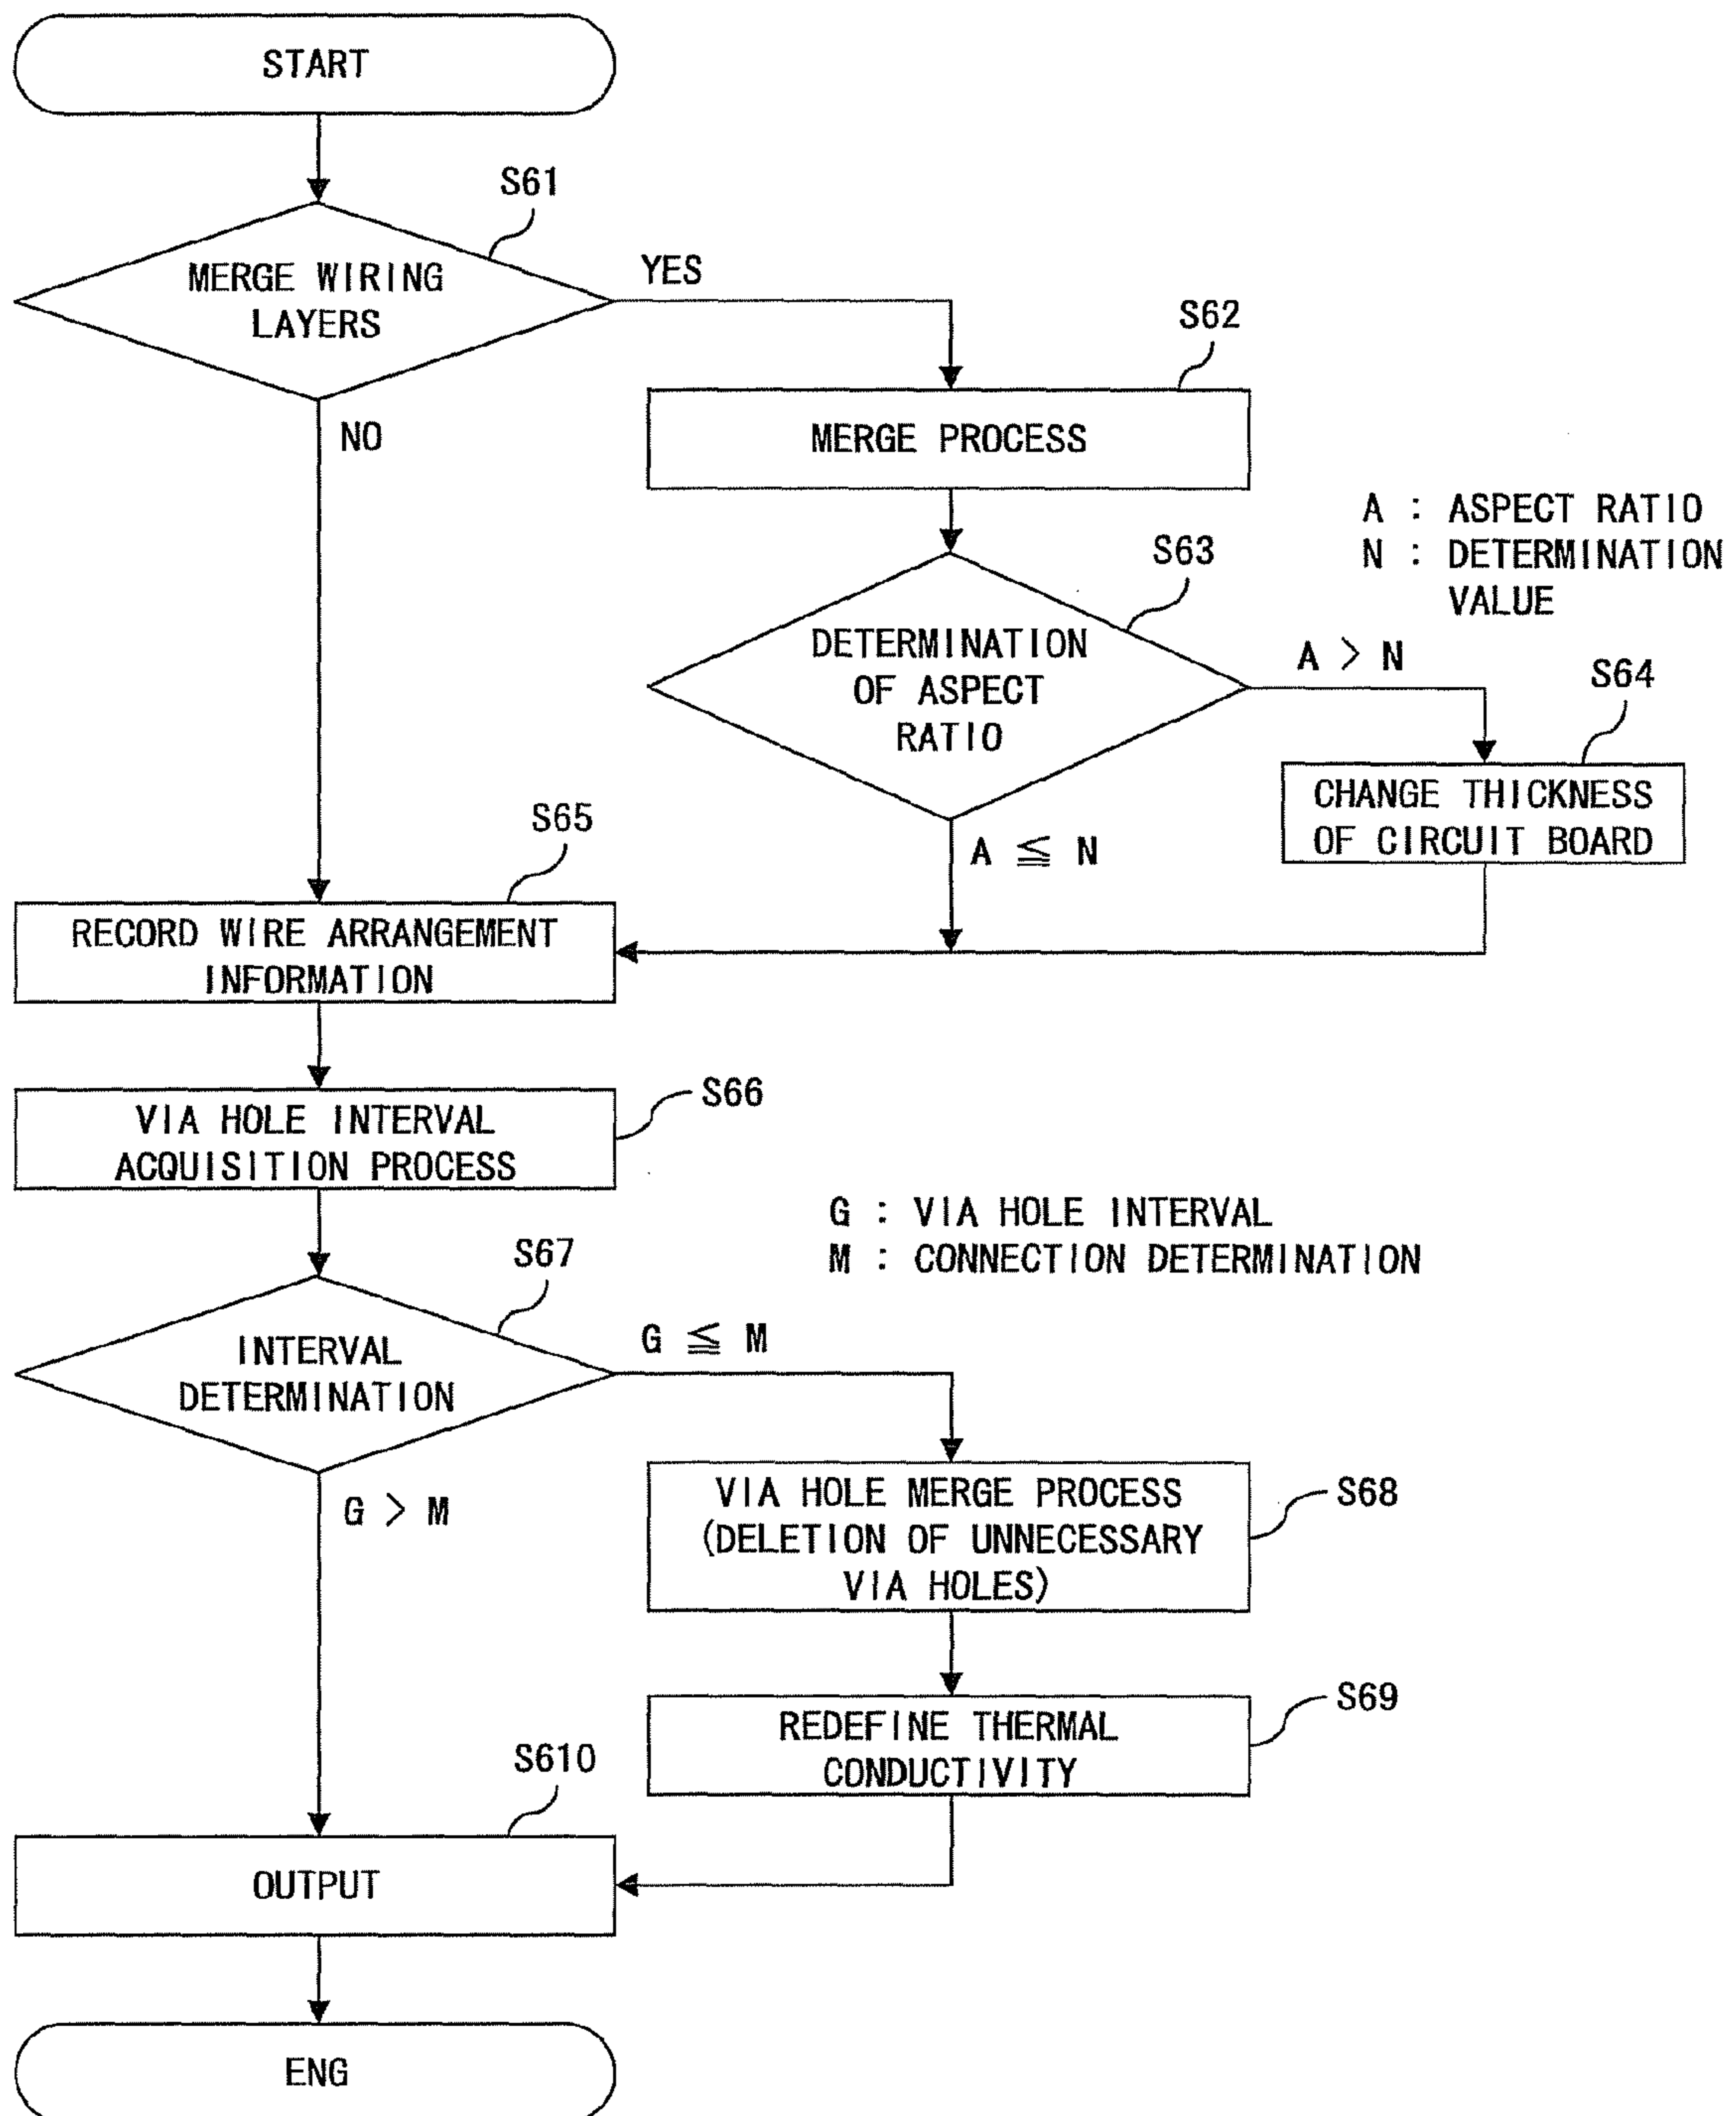 START
S61
MERGE WIRING
LAYERS
YES
NO
S62
MERGE PROCESS
A : ASPECT RATIO
N : DETERMINATION
VALUE
S63
DETERMINATION
OF ASPECT
RATIO
A > N
A ≦ N
S64
CHANGE THICKNESS
OF CIRCUIT BOARD
S65
RECORD WIRE ARRANGEMENT
INFORMATION
S66
VIA HOLE INTERVAL
ACQUISITION PROCESS
G : VIA HOLE INTERVAL
M : CONNECTION DETERMINATION
S67
INTERVAL
DETERMINATION
G ≦ M
G > M
S68
VIA HOLE MERGE PROCESS
(DELETION OF UNNECESSARY
VIA HOLES)
S69
REDEFINE THERMAL
CONDUCTIVITY
S610
OUTPUT
ENG